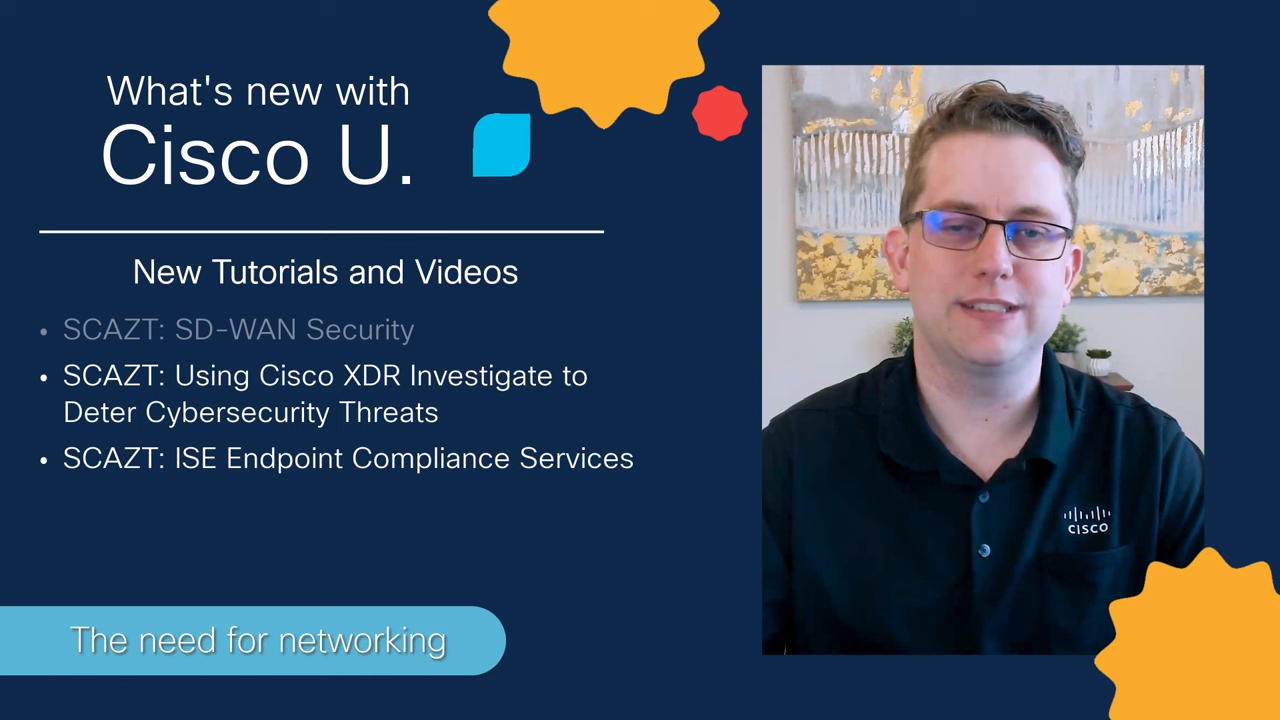 What's new with
Cisco U.
New Tutorials and Videos
• SCAZT: SD-WAN Security
• SCAZT: Using Cisco XDR Investigate to
Deter Cybersecurity Threats
• SCAZT: ISE Endpoint Compliance Services
The need for networking
CISCO